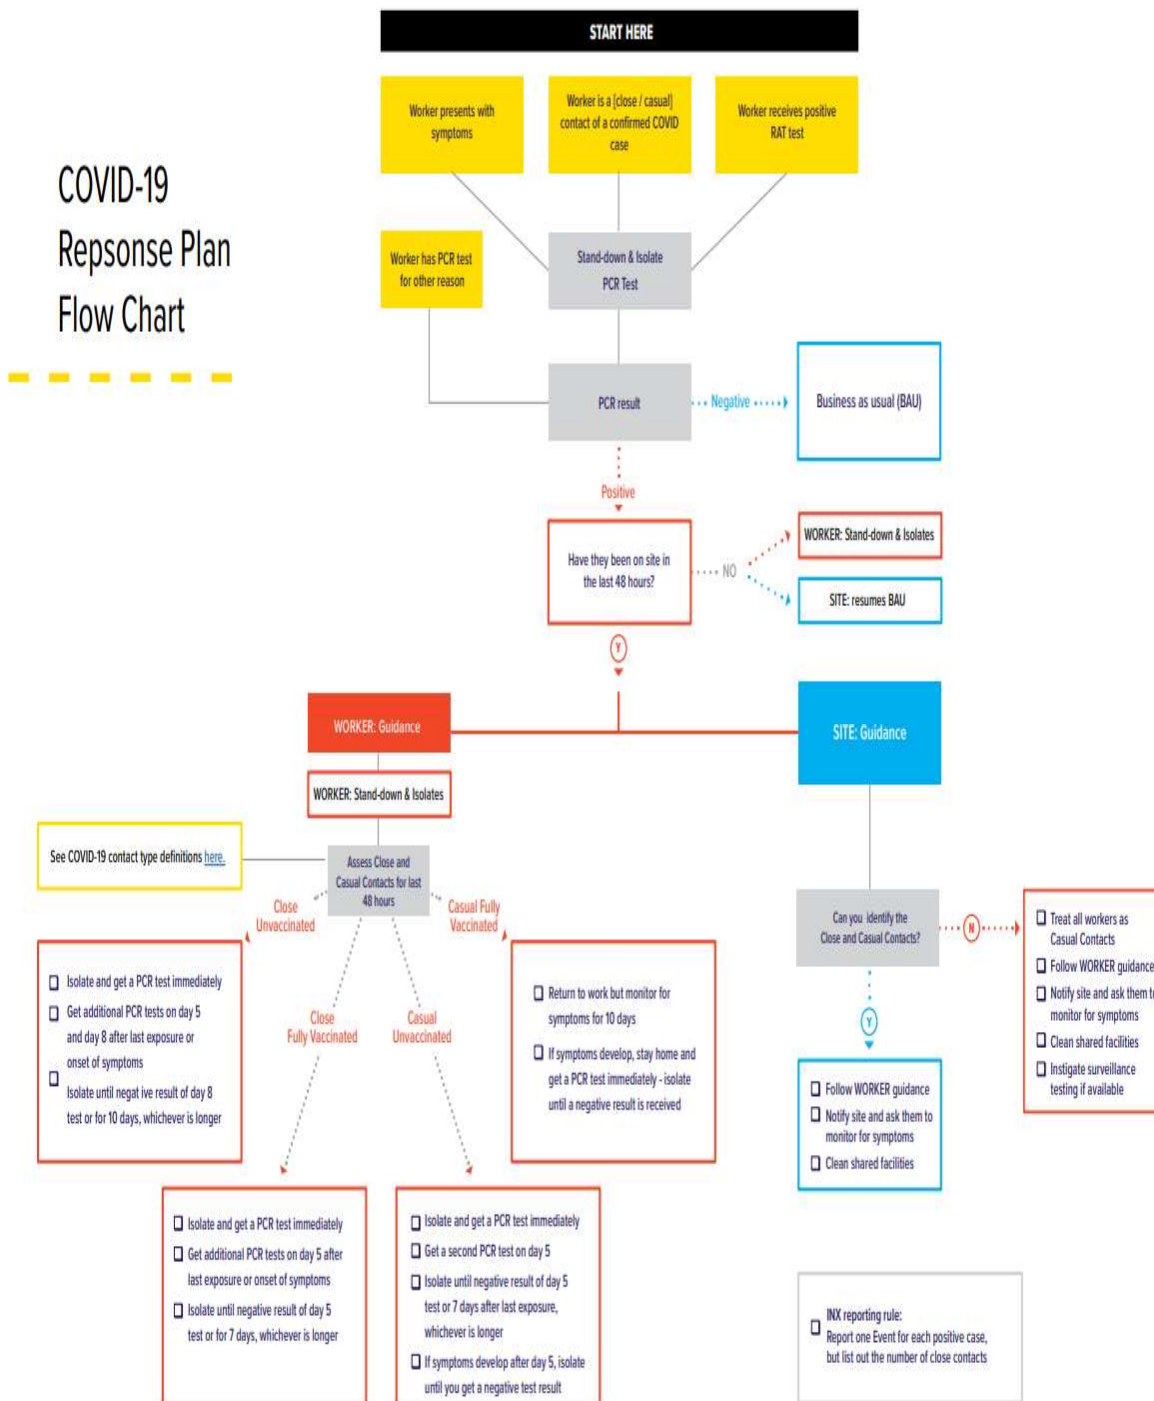 START HERE
Worker presents with
symptoms
Worker is a [close / casual]
contact of a confirmed COVID
case
Worker receives positive
RAT test
COVID-19
Repsonse Plan
Flow Chart
Worker has PCR test
for other reason
Stand-down & Isolate
PCR Test
PCR result
Negative
Business as usual (BAU)
Positive
Have they been on site in
the last 48 hours?
NO
WORKER: Stand-down & Isolates
SITE: resumes BAU
Y
WORKER: Guidance
SITE: Guidance
WORKER: Stand-down & Isolates
See COVID-19 contact type definitions here.
Assess Close and
Casual Contacts for last
48 hours
Close
Unvaccinated
Casual Fully
Vaccinated
Close
Fully Vaccinated
Casual
Unvaccinated
Isolate and get a PCR test immediately
Get additional PCR tests on day 5
and day 8 after last exposure or
onset of symptoms
Isolate until negat ive result of day 8
test or for 10 days, whichever is longer
Return to work but monitor for
symptoms for 10 days
If symptoms develop, stay home and
get a PCR test immediately - isolate
until a negative result is received
Can you identify the
Close and Casual Contacts?
N
Treat all workers as
Casual Contacts
Follow WORKER guidance
Notify site and ask them to
monitor for symptoms
Clean shared facilities
Instigate surveillance
testing if available
Y
Follow WORKER guidance
Notify site and ask them to
monitor for symptoms
Clean shared facilities
Isolate and get a PCR test immediately
Get additional PCR tests on day 5 after
last exposure or onset of symptoms
Isolate until negative result of day 5
test or for 7 days, whichever is longer
Isolate and get a PCR test immediately
Get a second PCR test on day 5
Isolate until negative result of day 5
test or 7 days after last exposure,
whichever is longer
If symptoms develop after day 5, isolate
until you get a negative test result
INX reporting rule:
Report one Event for each positive case,
but list out the number of close contacts